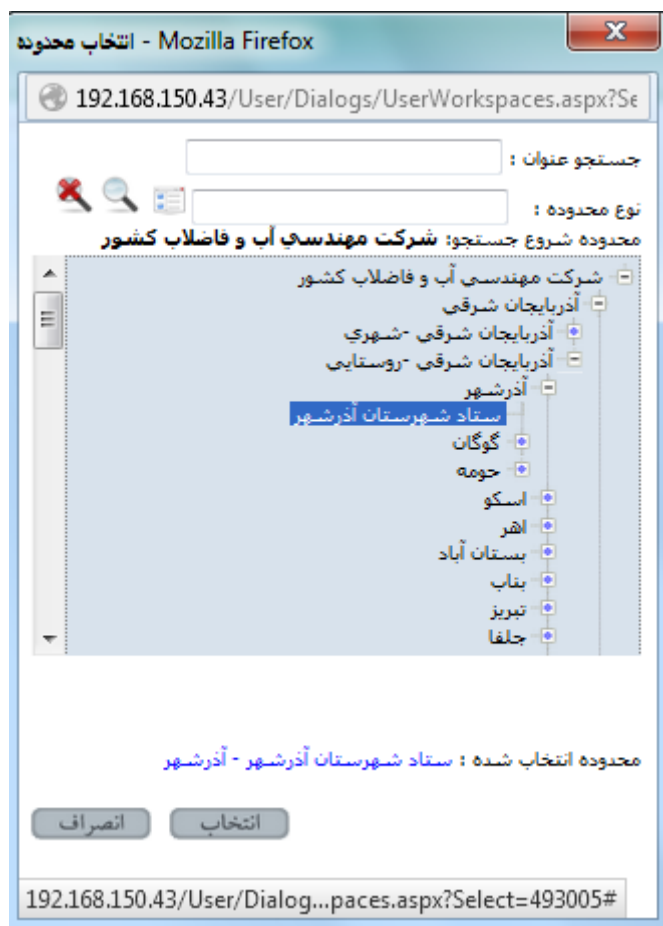 انتخاب محدوده - Mozilla Firefox
192.168.150.43/User/Dialogs/UserWorkspaces.aspx?Se
جستجو عنوان :
نوع محدوده :
محدوده شروع جستجو: شرکت مهندسي آب و فاضلاب کشور
شرکت مهندسي آب و فاضلاب کشور
آذربایجان شرقی
آذربایجان شرقی -شهري
آذربایجان شرقی -روستایی
آذرشهر
ستاد شهرستان آذرشهر
گوگان
حومه
اسکو
اهر
بستان آباد
بناب
تبریز
جلفا
محدوده انتخاب شده : ستاد شهرستان آذرشهر - آذرشهر
انتخاب
انصراف
192.168.150.43/User/Dialog...paces.aspx?Select=493005#